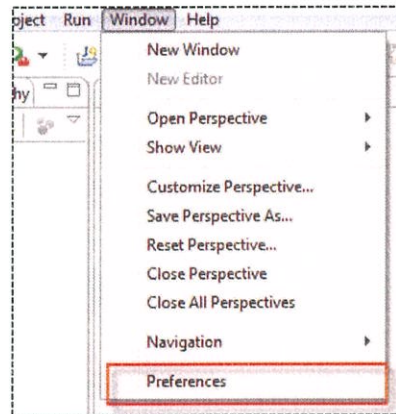 oject Run Window Help
New Window
hy New Editor
Open Perspective
Show View
Customize Perspective...
Save Perspective As...
Reset Perspective...
Close Perspective
Close All Perspectives
Navigation
Preferences